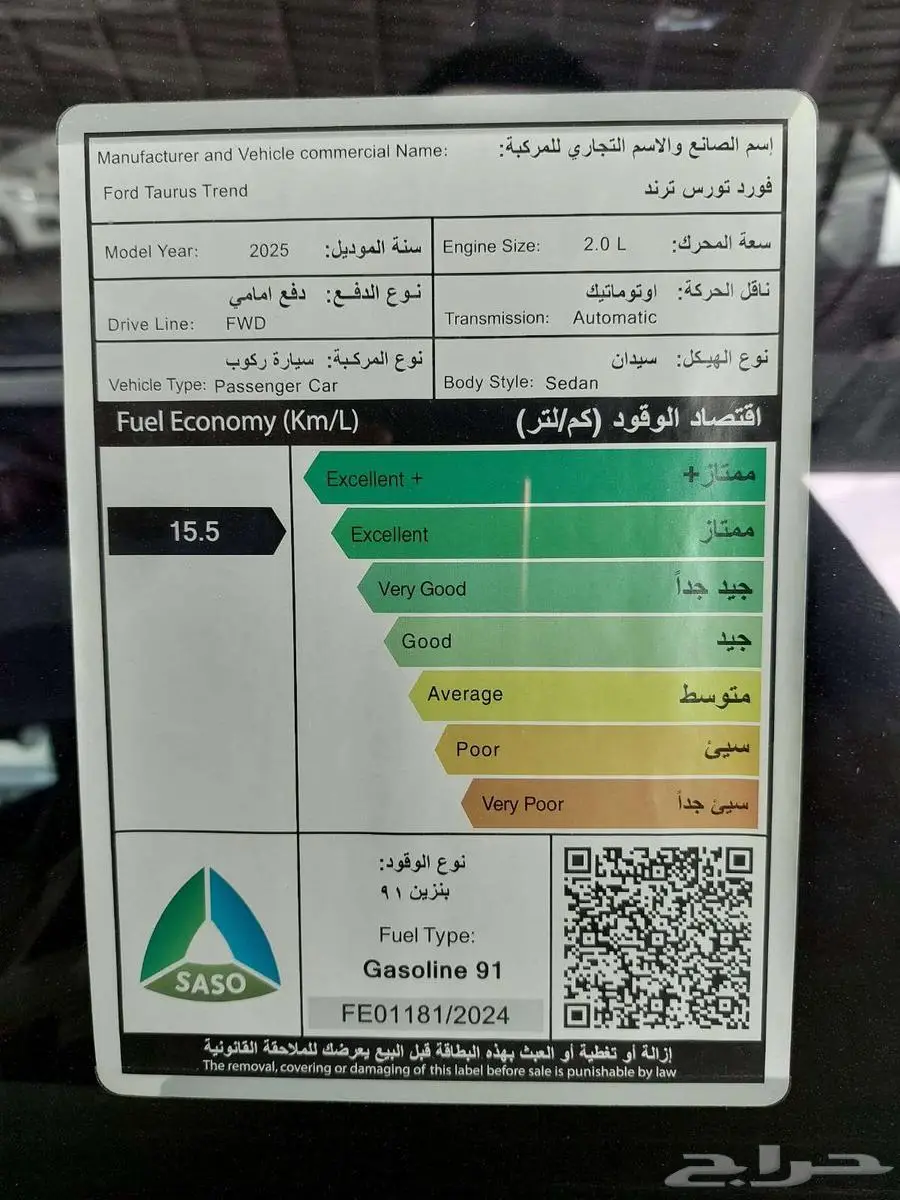 Manufacturer and Vehicle commercial Name: إسم الصانع والاسم التجاري للمركبة:
Ford Taurus Trend فورد تورس ترند
Model Year: 2025 سنة الموديل:
Engine Size: 2.0 L سعة المحرك:
نوع الدفع: دفع امامي
Drive Line: FWD
ناقل الحركة: اوتوماتيك
Transmission: Automatic
نوع المركبة: سيارة ركوب
Vehicle Type: Passenger Car
نوع الهيكل: سيدان
Body Style: Sedan
Fuel Economy (Km/L) اقتصاد الوقود (كم/لتر)
Excellent + ممتاز+
15.5
Excellent ممتاز
Very Good جيد جداً
Good جيد
Average متوسط
Poor سيئ
Very Poor سيئ جداً
SASO
نوع الوقود:
بنزين ٩١
Fuel Type:
Gasoline 91
FE01181/2024
إزالة أو تغطية أو العبث بهذه البطاقة قبل البيع يعرضك للملاحقة القانونية
The removal, covering or damaging of this label before sale is punishable by law
حراج